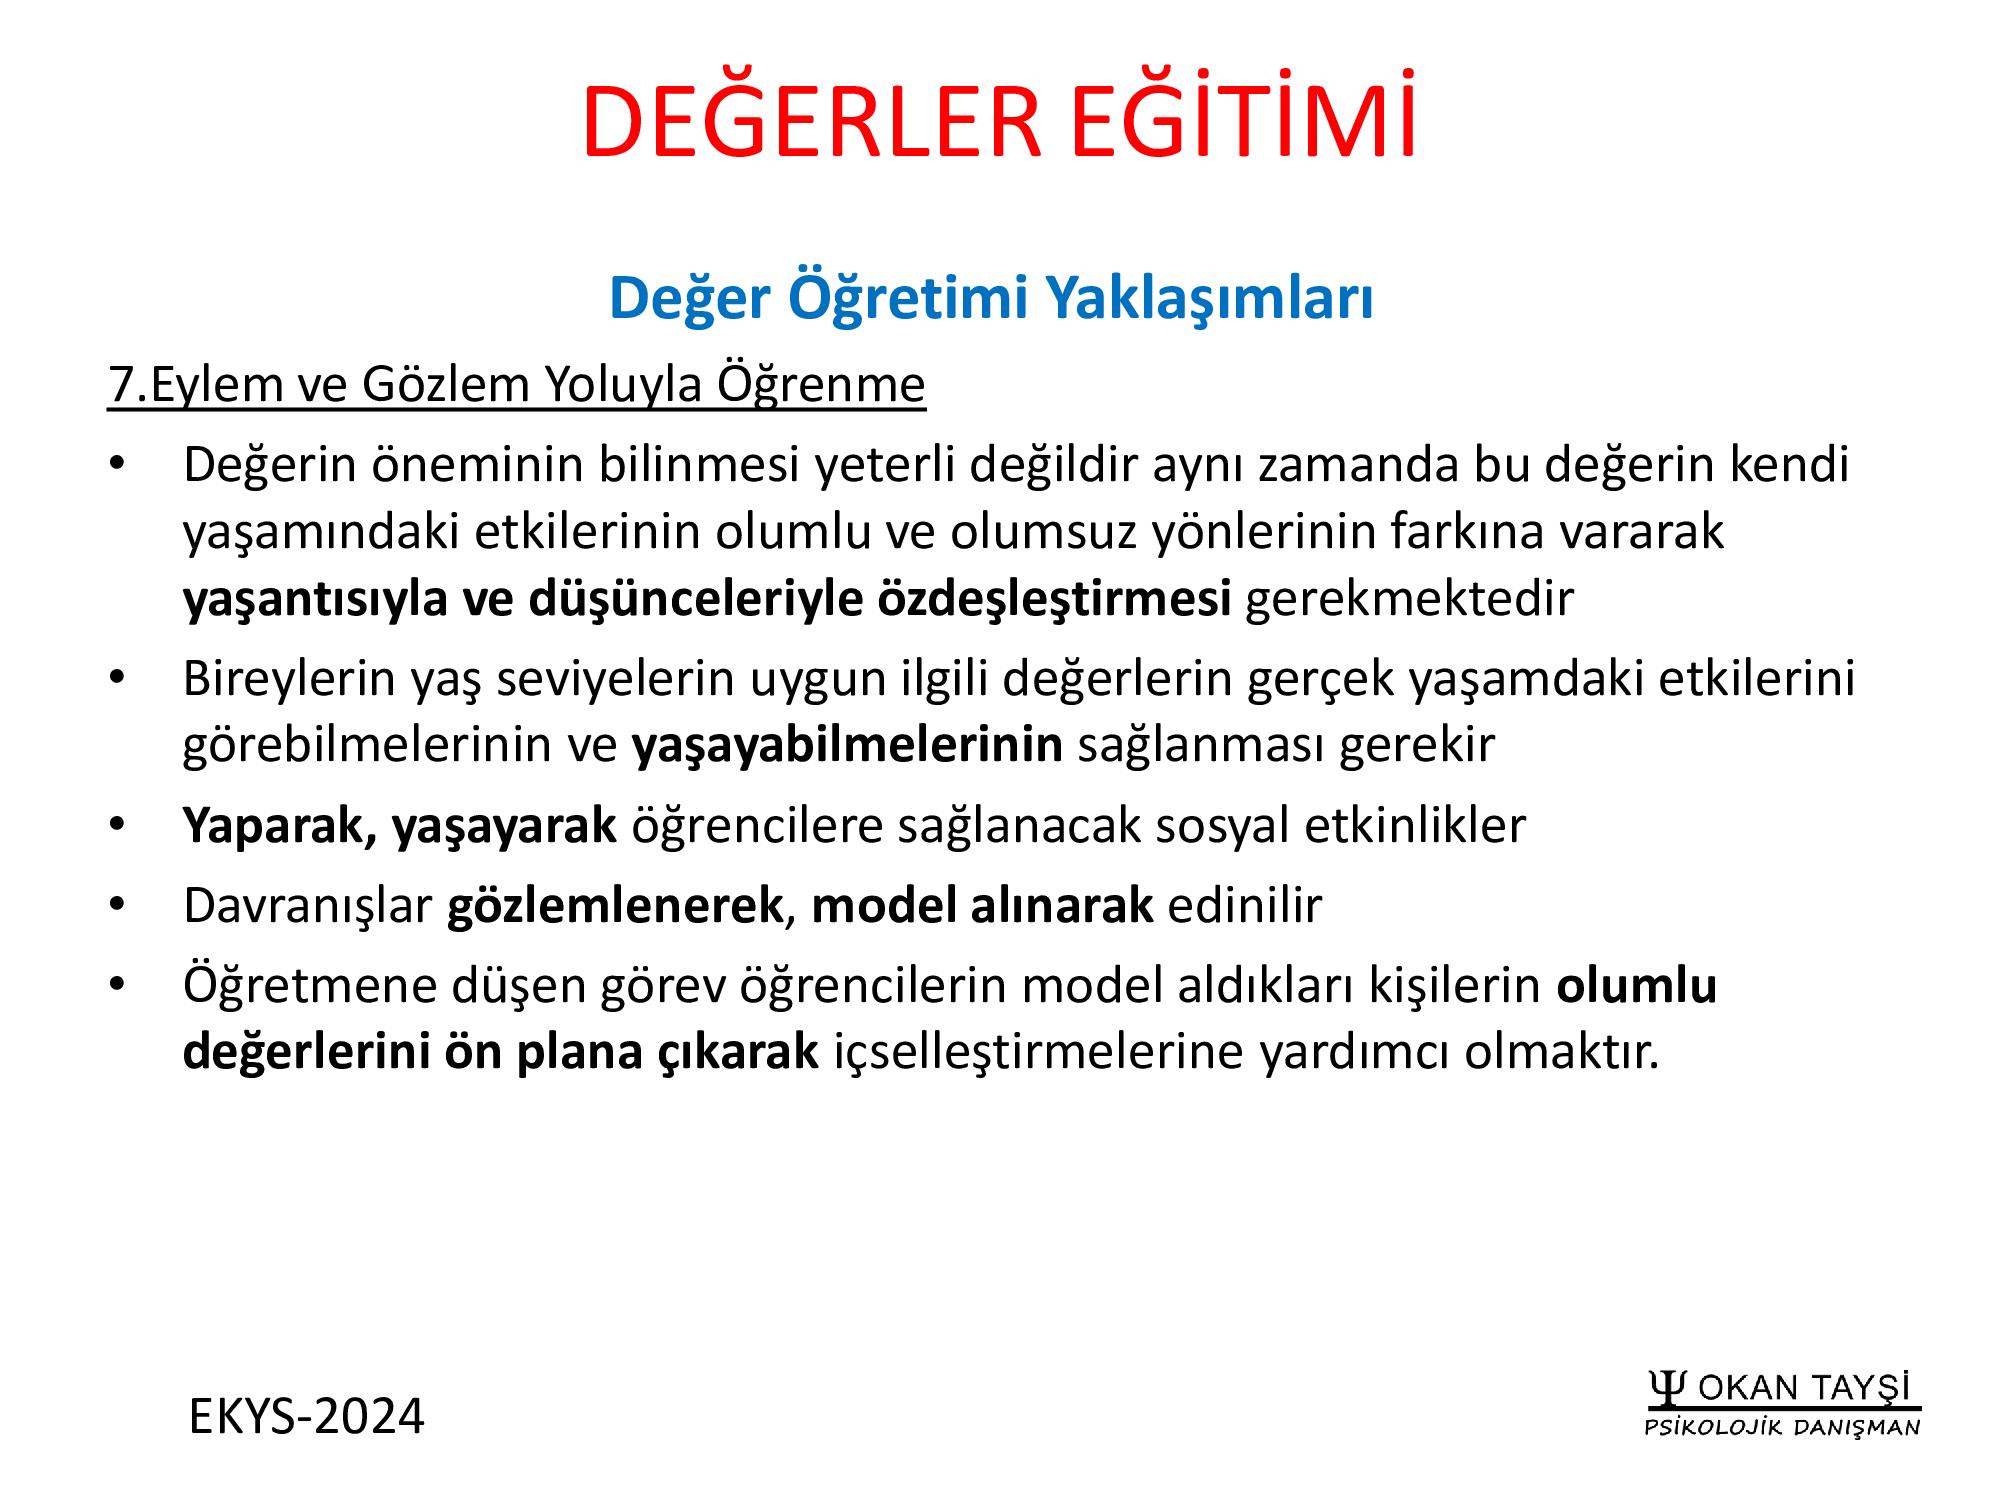 DEĞERLER EĞİTİMİ
Değer Öğretimi Yaklaşımları
7.Eylem ve Gözlem Yoluyla Öğrenme
• Değerin öneminin bilinmesi yeterli değildir aynı zamanda bu değerin kendi
yaşamındaki etkilerinin olumlu ve olumsuz yönlerinin farkına vararak
yaşantısıyla ve düşünceleriyle özdeşleştirmesi gerekmektedir
• Bireylerin yaş seviyelerin uygun ilgili değerlerin gerçek yaşamdaki etkilerini
görebilmelerinin ve yaşayabilmelerinin sağlanması gerekir
• Yaparak, yaşayarak öğrencilere sağlanacak sosyal etkinlikler
• Davranışlar gözlemlenerek, model alınarak edinilir
• Öğretmene düşen görev öğrencilerin model aldıkları kişilerin olumlu
değerlerini ön plana çıkarak içselleştirmelerine yardımcı olmaktır.
EKYS-2024
Ψ OKAN TAYŞİ
PSİKOLOJİK DANIŞMAN